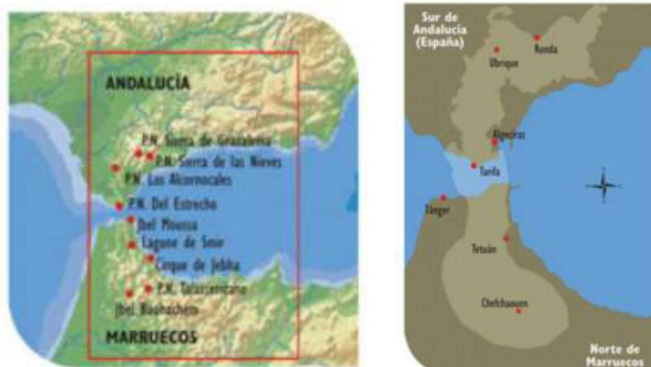 ANDALUCÍA
P.N. Sierra de Grazalema
P.N. Sierra de las Nieves
P.N. Los Alcornocales
P.N. Del Estrecho
Jbel Moussa
Lagune de Smir
Cirque de Jebha
P.N. Talassemtane
Jbel Bouhachem
MARRUECOS
Sur de
Andalucía
(España)
Ronda
Ubrique
Algeciras
Tarifa
Tánger
Tetuán
Chefchaouen
Norte de
Marruecos